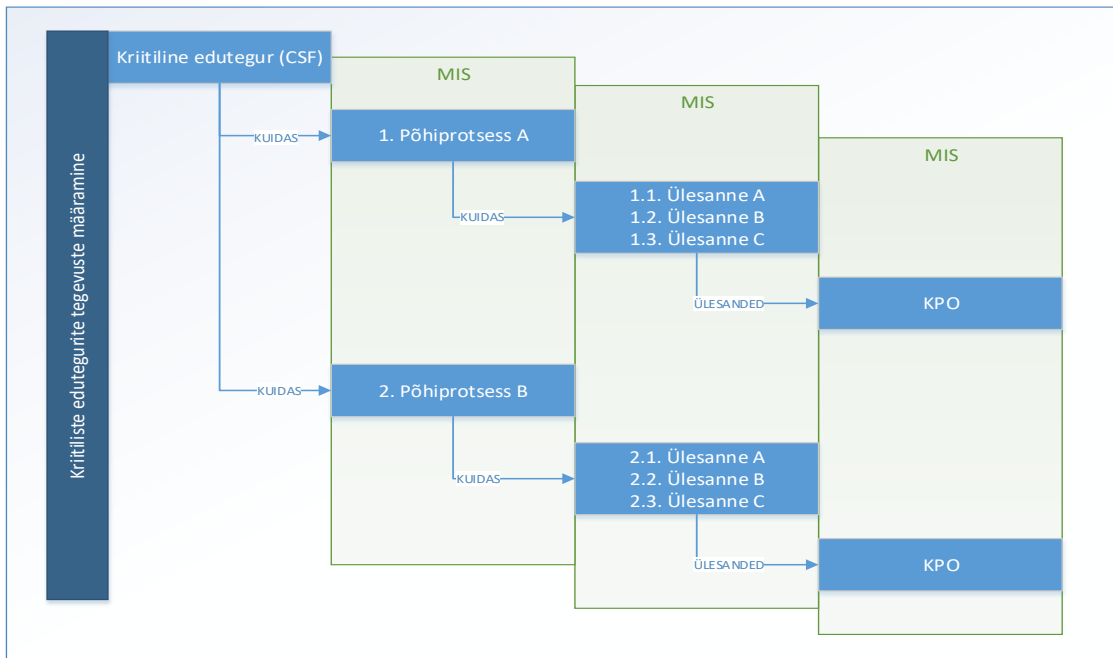 Kriitiliste edutegurite tegevuste määramine
Kriitiline edutegur (CSF)
MIS
MIS
MIS
KUIDAS
1. Põhiprotsess A
KUIDAS
1.1. Ülesanne A
1.2. Ülesanne B
1.3. Ülesanne C
ÜLESANDED
KPO
KUIDAS
2. Põhiprotsess B
KUIDAS
2.1. Ülesanne A
2.2. Ülesanne B
2.3. Ülesanne C
ÜLESANDED
KPO